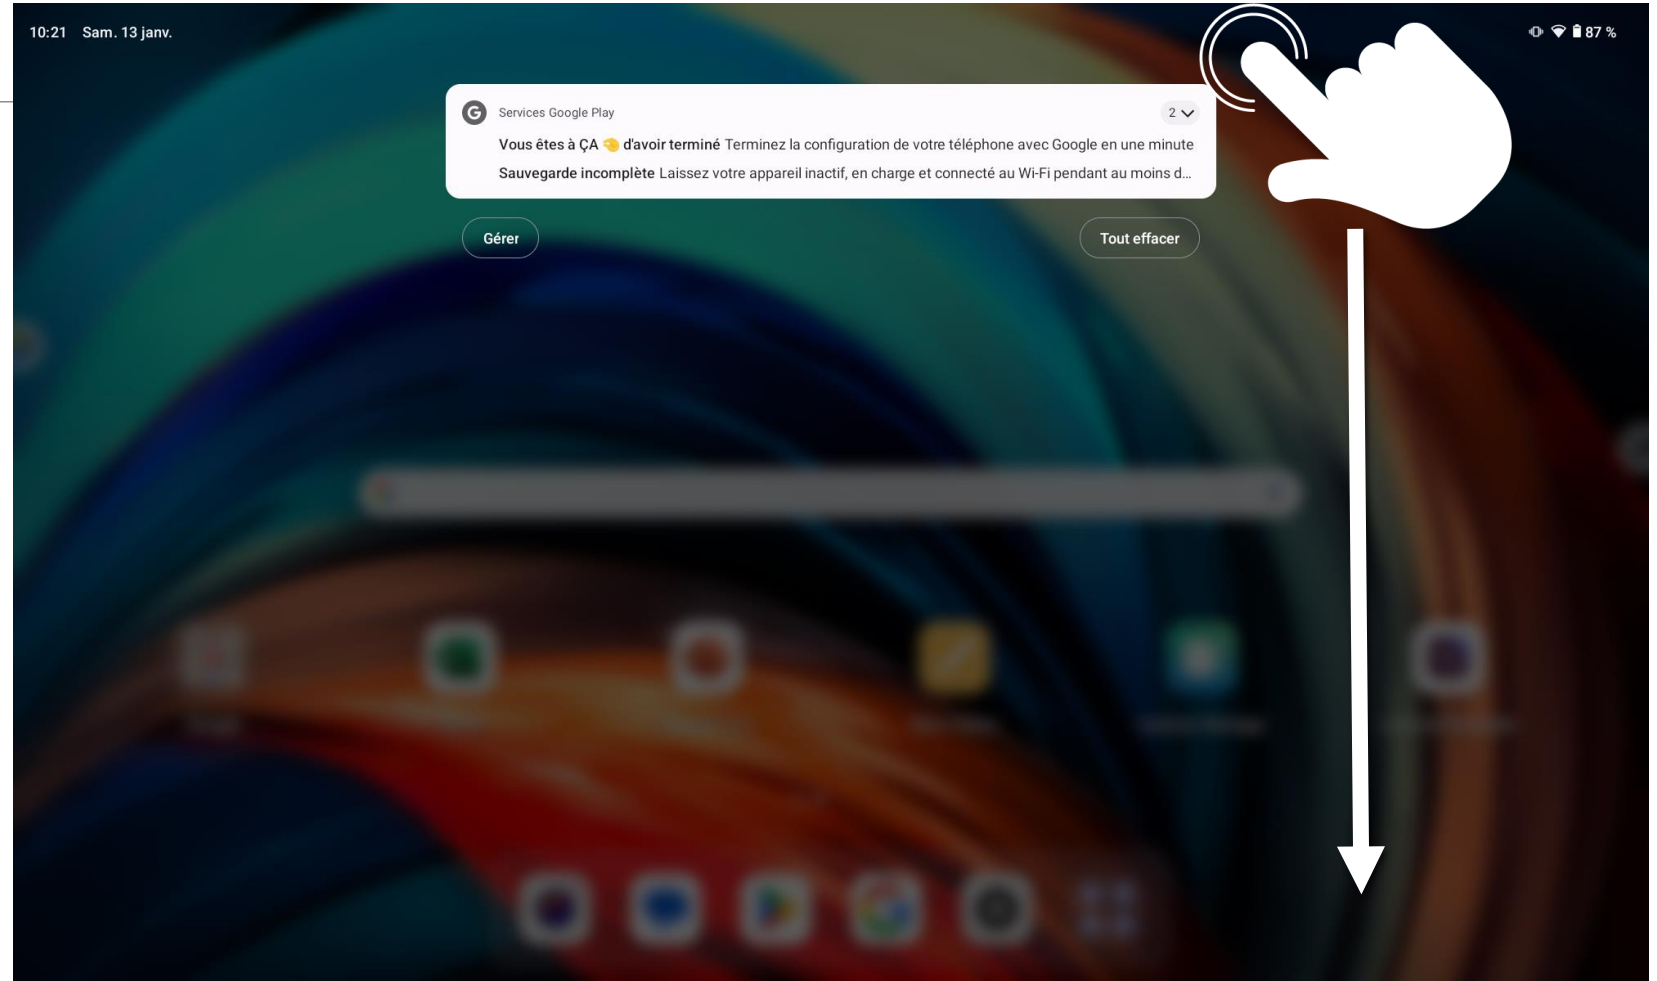 10:21 Sam. 13 janv.
87 %
Services Google Play
2
Vous êtes à ÇA 🤏 d'avoir terminé Terminez la configuration de votre téléphone avec Google en une minute
Sauvegarde incomplète Laissez votre appareil inactif, en charge et connecté au Wi-Fi pendant au moins d...
Gérer
Tout effacer